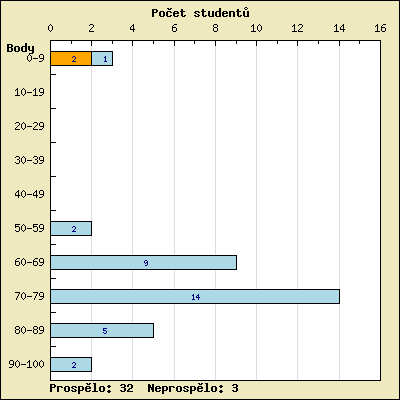 Počet studentů
0 2 4 6 8 10 12 14 16
Body
0-9 2 1
10-19
20-29
30-39
40-49
50-59 2
60-69 9
70-79 14
80-89 5
90-100 2
Prospělo: 32 Neprospělo: 3